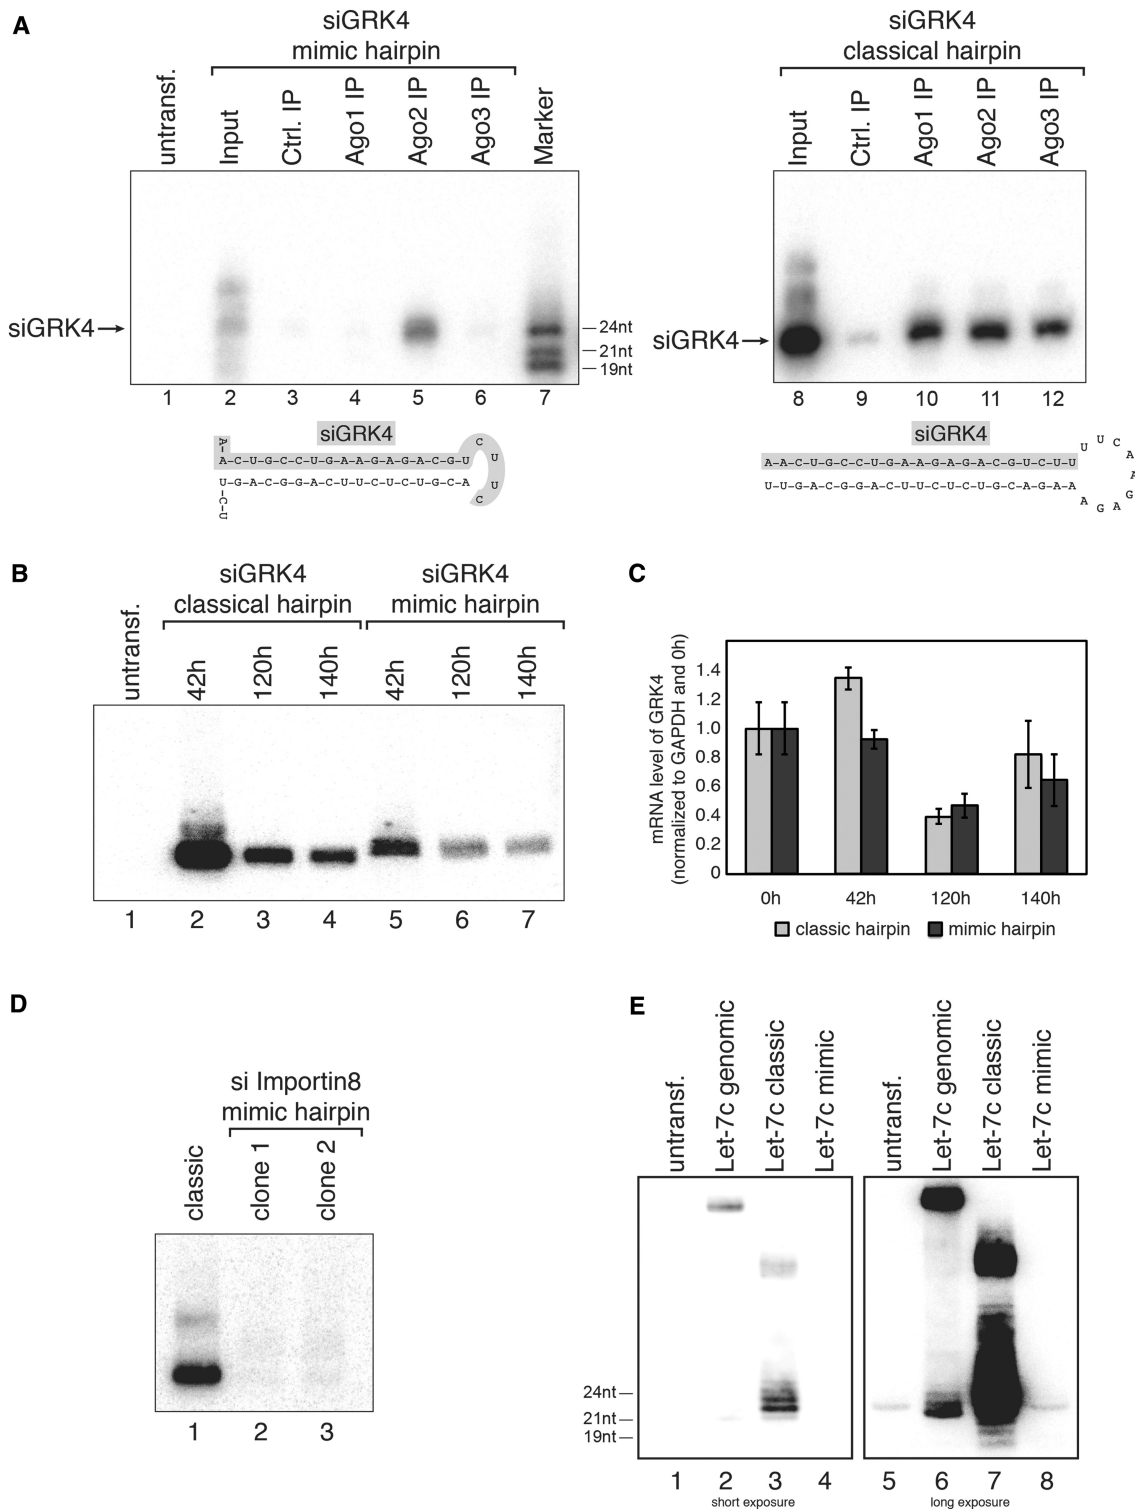 A
siGRK4
mimic hairpin
untransf.
Input
Ctrl. IP
Ago1 IP
Ago2 IP
Ago3 IP
Marker
siGRK4
24nt
21nt
19nt
1 2 3 4 5 6 7
siGRK4
A-
A-C-U-G-C-C-U-G-A-A-G-A-G-A-C-G-U
C
U
U
C
U-G-A-C-G-G-A-C-U-U-C-U-C-U-G-C-A
-C-U
siGRK4
classical hairpin
Input
Ctrl. IP
Ago1 IP
Ago2 IP
Ago3 IP
siGRK4
8 9 10 11 12
siGRK4
A-A-C-U-G-C-C-U-G-A-A-G-A-G-A-C-G-U-C-U-U
U U C A A G A G A
U-U-G-A-C-G-G-A-C-U-U-C-U-C-U-G-C-A-G-A-A
B
siGRK4
classical hairpin
siGRK4
mimic hairpin
untransf.
42h
120h
140h
42h
120h
140h
1 2 3 4 5 6 7
C
mRNA level of GRK4
(normalized to GAPDH and 0h)
1.4
1.2
1.0
0.8
0.6
0.4
0.2
0
0h 42h 120h 140h
classic hairpin mimic hairpin
D
si Importin8
mimic hairpin
classic
clone 1
clone 2
1 2 3
E
untransf.
Let-7c genomic
Let-7c classic
Let-7c mimic
untransf.
Let-7c genomic
Let-7c classic
Let-7c mimic
24nt
21nt
19nt
1 2 3 4
short exposure
5 6 7 8
long exposure